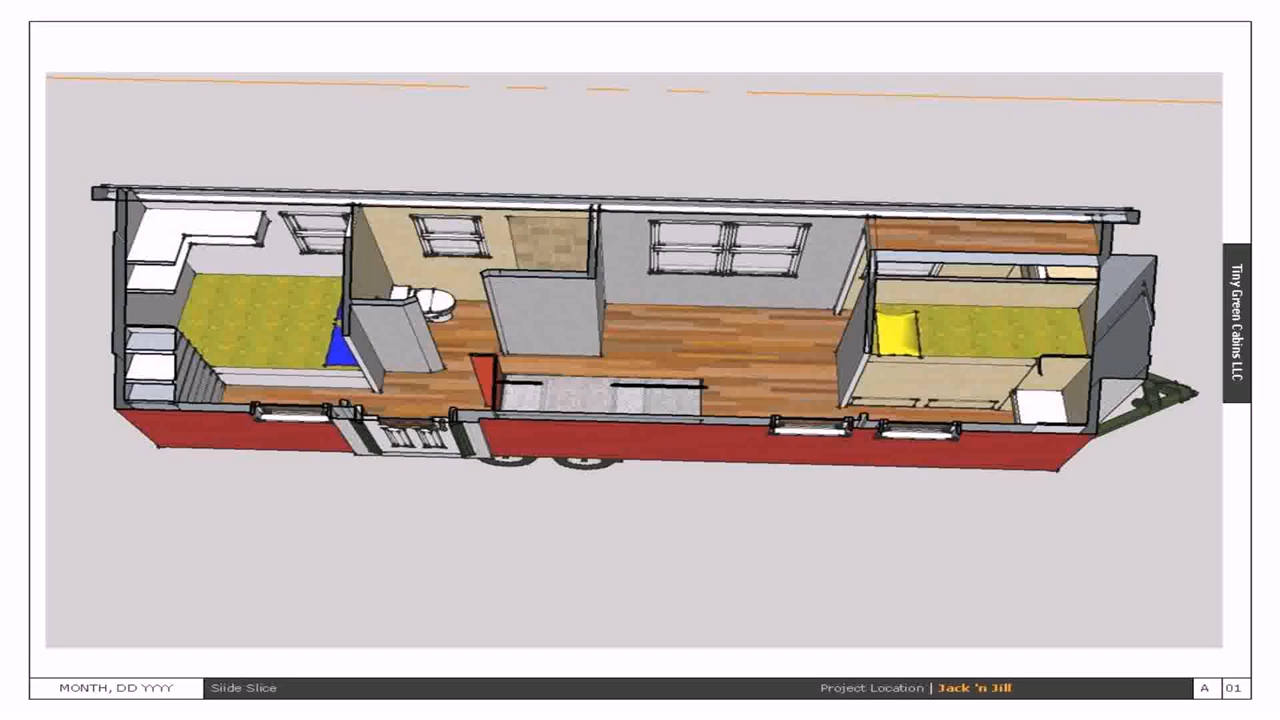 Tiny Green Cabins LLC
MONTH, DD YYYY
Siide Slice
Project Location | Jack 'n Jill
A
01